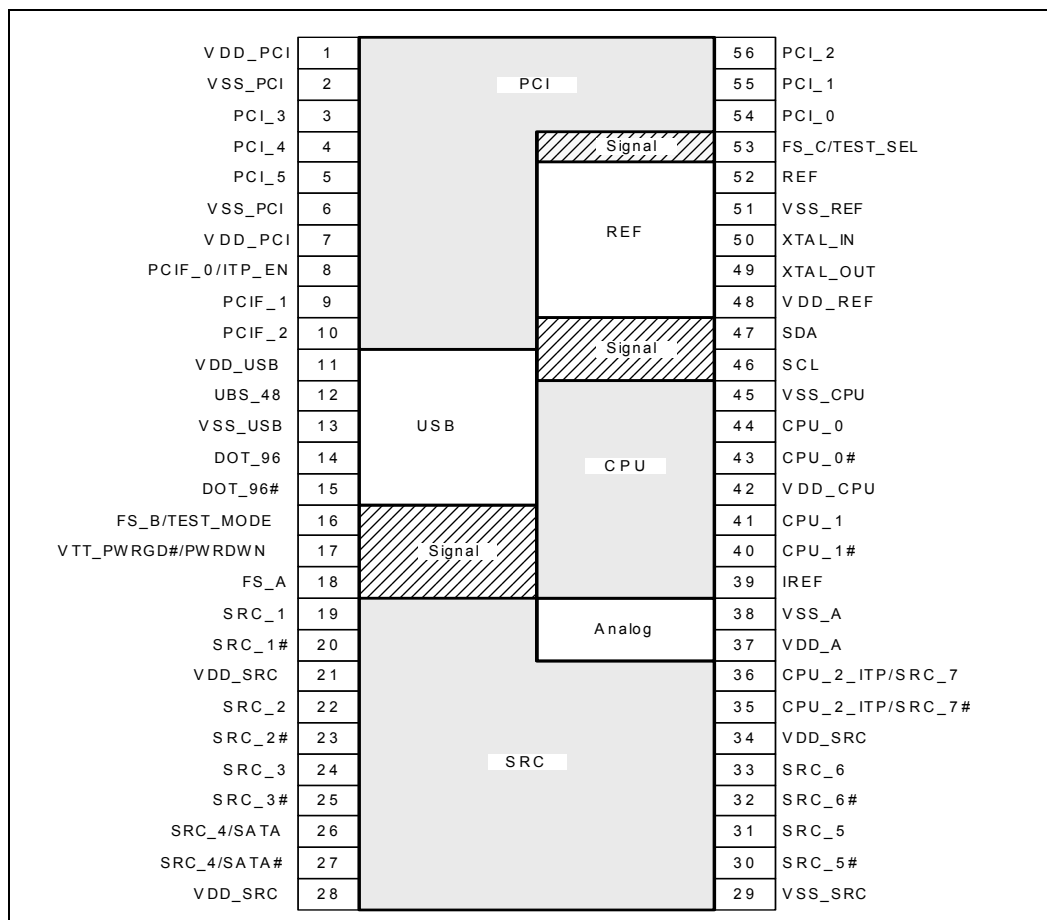 VDD_PCI 1 56 PCI_2
VSS_PCI 2 PCI 55 PCI_1
PCI_3 3 54 PCI_0
PCI_4 4 Signal 53 FS_C/TEST_SEL
PCI_5 5 52 REF
VSS_PCI 6 51 VSS_REF
VDD_PCI 7 REF 50 XTAL_IN
PCIF_0/ITP_EN 8 49 XTAL_OUT
PCIF_1 9 48 VDD_REF
PCIF_2 10 Signal 47 SDA
VDD_USB 11 46 SCL
UBS_48 12 45 VSS_CPU
VSS_USB 13 USB 44 CPU_0
DOT_96 14 CPU 43 CPU_0#
DOT_96# 15 42 VDD_CPU
FS_B/TEST_MODE 16 41 CPU_1
VTT_PWRGD#/PWRDWN 17 Signal 40 CPU_1#
FS_A 18 39 IREF
SRC_1 19 Analog 38 VSS_A
SRC_1# 20 37 VDD_A
VDD_SRC 21 36 CPU_2_ITP/SRC_7
SRC_2 22 35 CPU_2_ITP/SRC_7#
SRC_2# 23 SRC 34 VDD_SRC
SRC_3 24 33 SRC_6
SRC_3# 25 32 SRC_6#
SRC_4/SATA 26 31 SRC_5
SRC_4/SATA# 27 30 SRC_5#
VDD_SRC 28 29 VSS_SRC